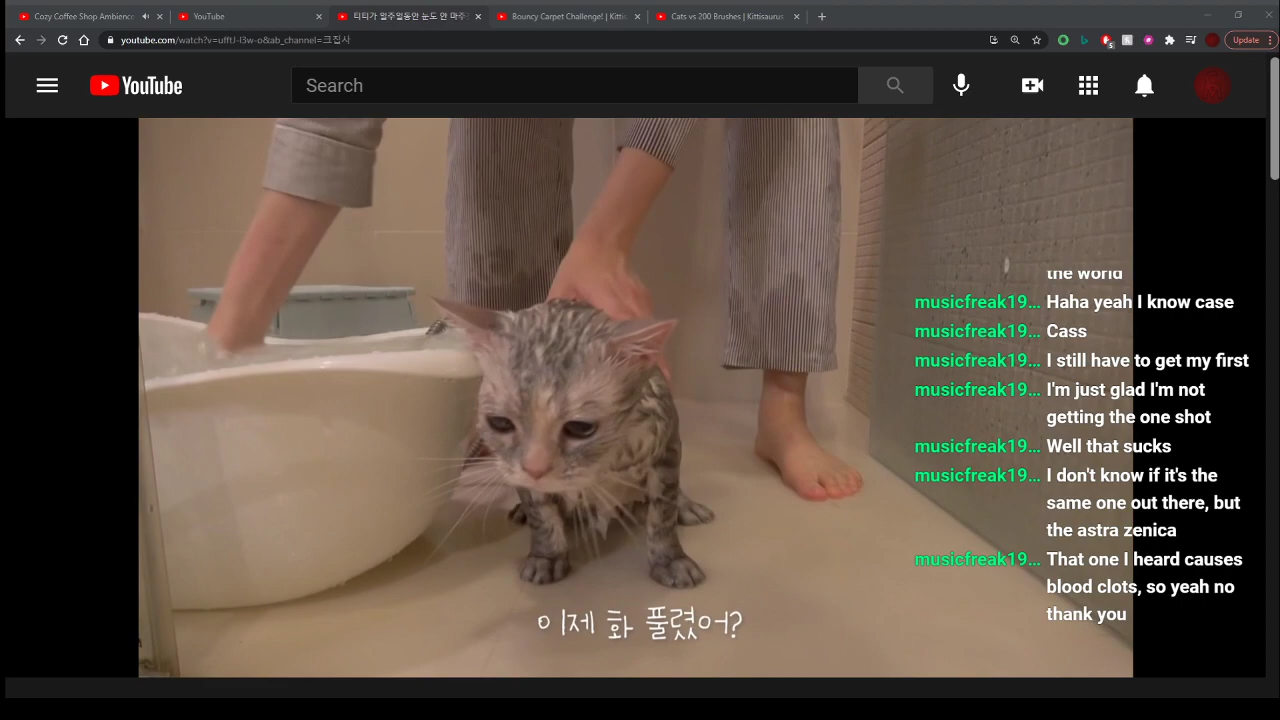 Cozy Coffee Shop Ambience
YouTube
티티가 일주일동안 눈도 안 마주
Bouncy Carpet Challenge! | Kitti
Cats vs 200 Brushes | Kittisaurus
youtube.com/watch?v=ufftJ-l3w-o&ab_channel=크집사
5
Update
YouTube
Search
the world
musicfreak19... Haha yeah I know case
musicfreak19... Cass
musicfreak19... I still have to get my first
musicfreak19... I'm just glad I'm not
getting the one shot
musicfreak19... Well that sucks
musicfreak19... I don't know if it's the
same one out there, but
the astra zenica
musicfreak19... That one I heard causes
blood clots, so yeah no
thank you
이제 화 풀렸어?